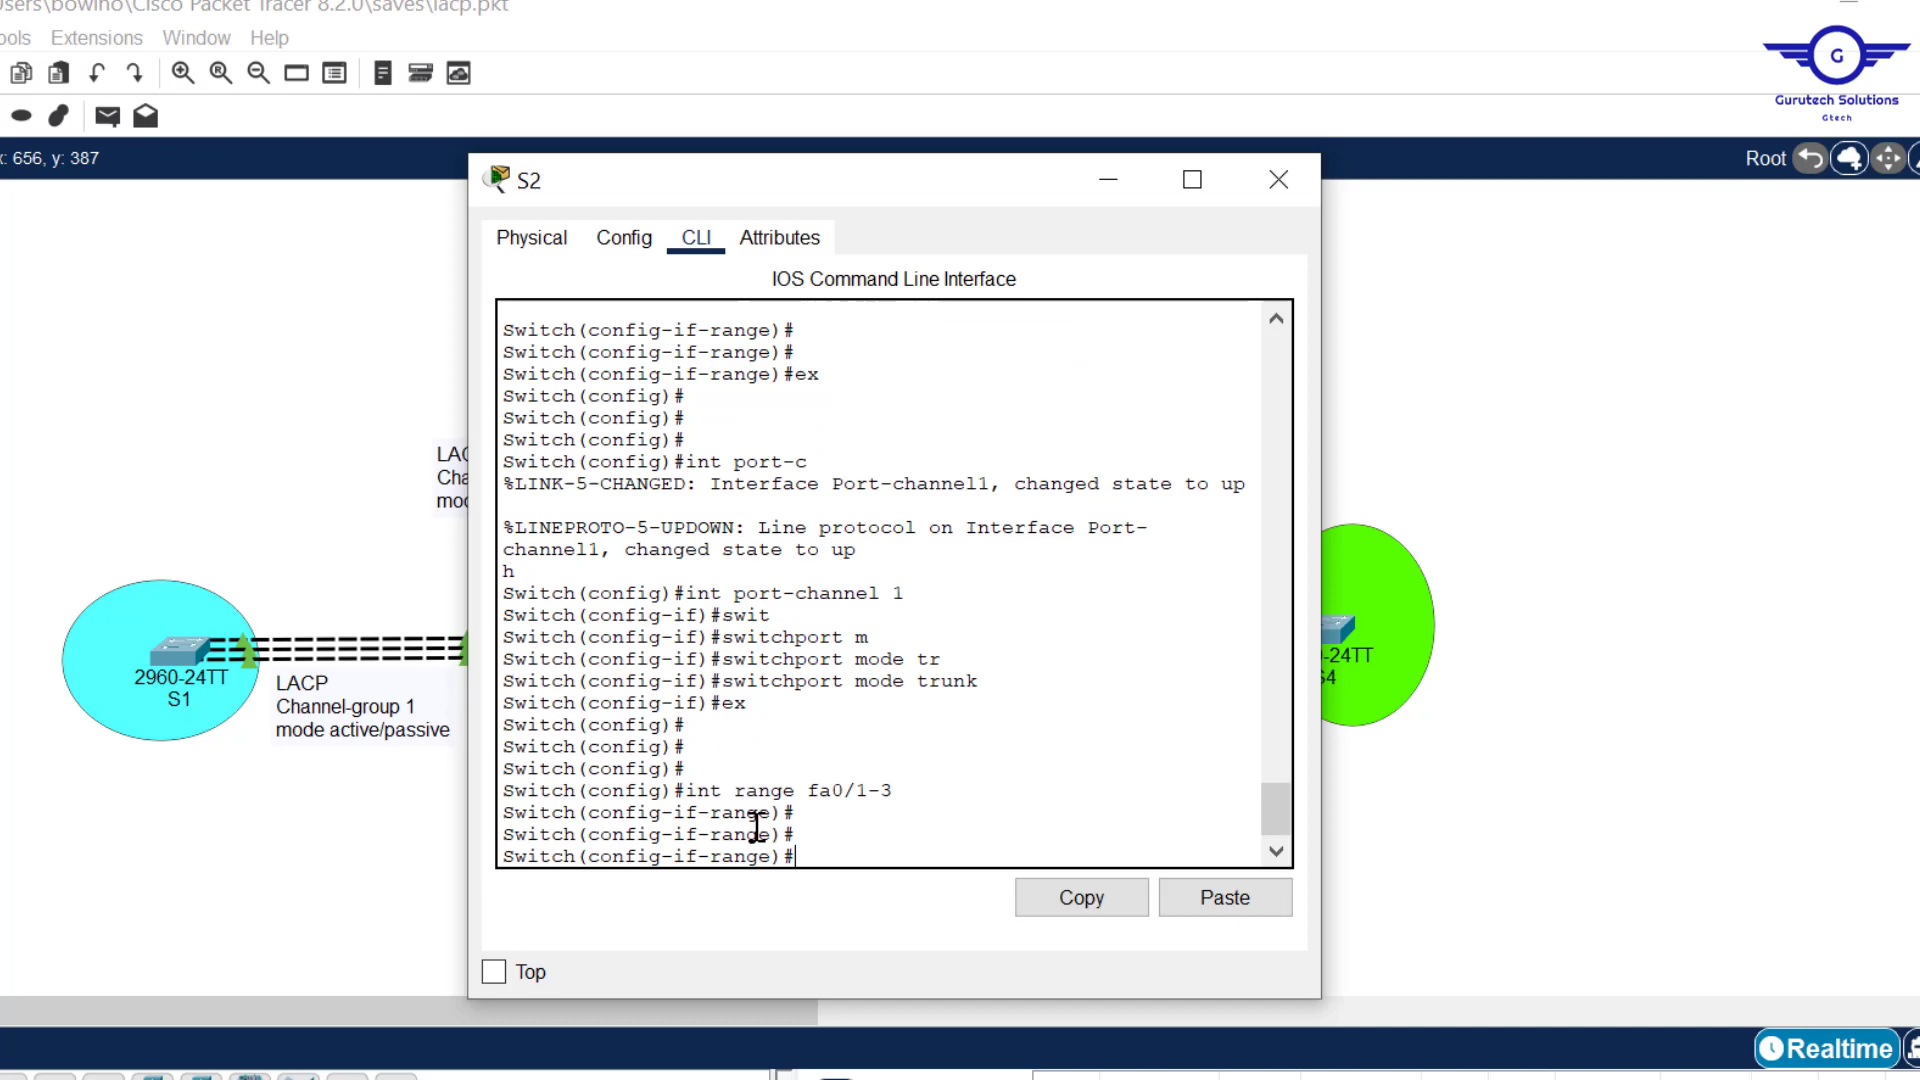 sers\bowino\Cisco Packet Tracer 8.2.0\saves\lacp.pkt
ools Extensions Window Help
G
Gurutech Solutions
Gtech
x: 656, y: 387
Root
S2
Physical Config CLI Attributes
IOS Command Line Interface
Switch(config-if-range)#
Switch(config-if-range)#
Switch(config-if-range)#ex
Switch(config)#
Switch(config)#
Switch(config)#
Switch(config)#int port-c
%LINK-5-CHANGED: Interface Port-channel1, changed state to up
%LINEPROTO-5-UPDOWN: Line protocol on Interface Port-
channel1, changed state to up
h
Switch(config)#int port-channel 1
Switch(config-if)#swit
Switch(config-if)#switchport m
Switch(config-if)#switchport mode tr
Switch(config-if)#switchport mode trunk
Switch(config-if)#ex
Switch(config)#
Switch(config)#
Switch(config)#
Switch(config)#int range fa0/1-3
Switch(config-if-range)#
Switch(config-if-range)#
Switch(config-if-range)#
Copy Paste
Top
LAC
Cha
mod
2960-24TT
S1
LACP
Channel-group 1
mode active/passive
-24TT
S4
Realtime